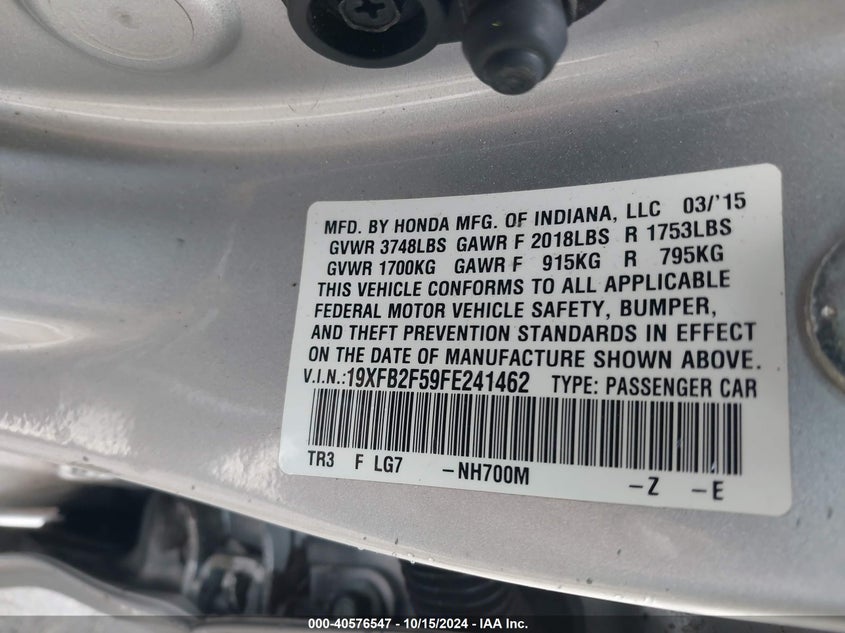 MFD. BY HONDA MFG. OF INDIANA, LLC 03/'15
GVWR 3748LBS GAWR F 2018LBS R 1753LBS
GVWR 1700KG GAWR F 915KG R 795KG
THIS VEHICLE CONFORMS TO ALL APPLICABLE
FEDERAL MOTOR VEHICLE SAFETY, BUMPER,
AND THEFT PREVENTION STANDARDS IN EFFECT
ON THE DATE OF MANUFACTURE SHOWN ABOVE.
V.I.N.:19XFB2F59FE241462 TYPE: PASSENGER CAR
TR3 F LG7 -NH700M -Z -E
000-40576547 - 10/15/2024 - IAA Inc.